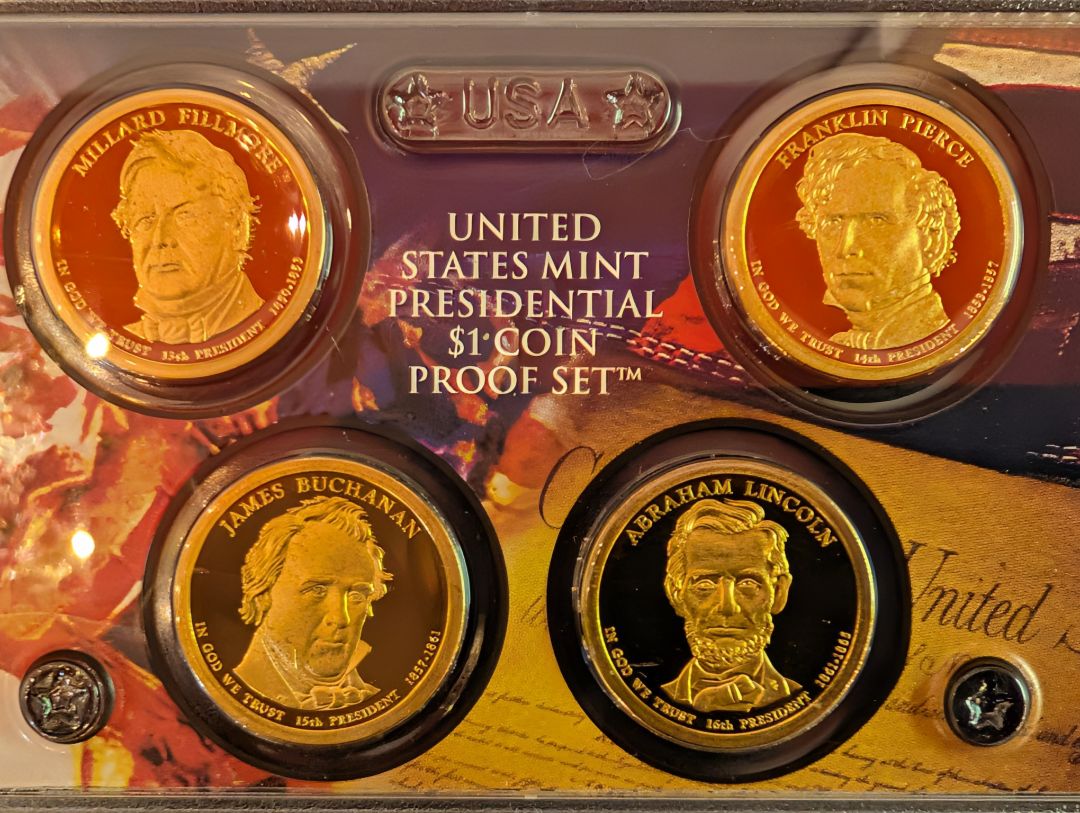 USA
UNITED
STATES MINT
PRESIDENTIAL
$1 COIN
PROOF SET™
MILLARD FILLMORE
IN GOD WE TRUST 13th PRESIDENT 1850-1853
FRANKLIN PIERCE
IN GOD WE TRUST 14th PRESIDENT 1853-1857
JAMES BUCHANAN
IN GOD WE TRUST 15th PRESIDENT 1857-1861
ABRAHAM LINCOLN
IN GOD WE TRUST 16th PRESIDENT 1861-1865
United